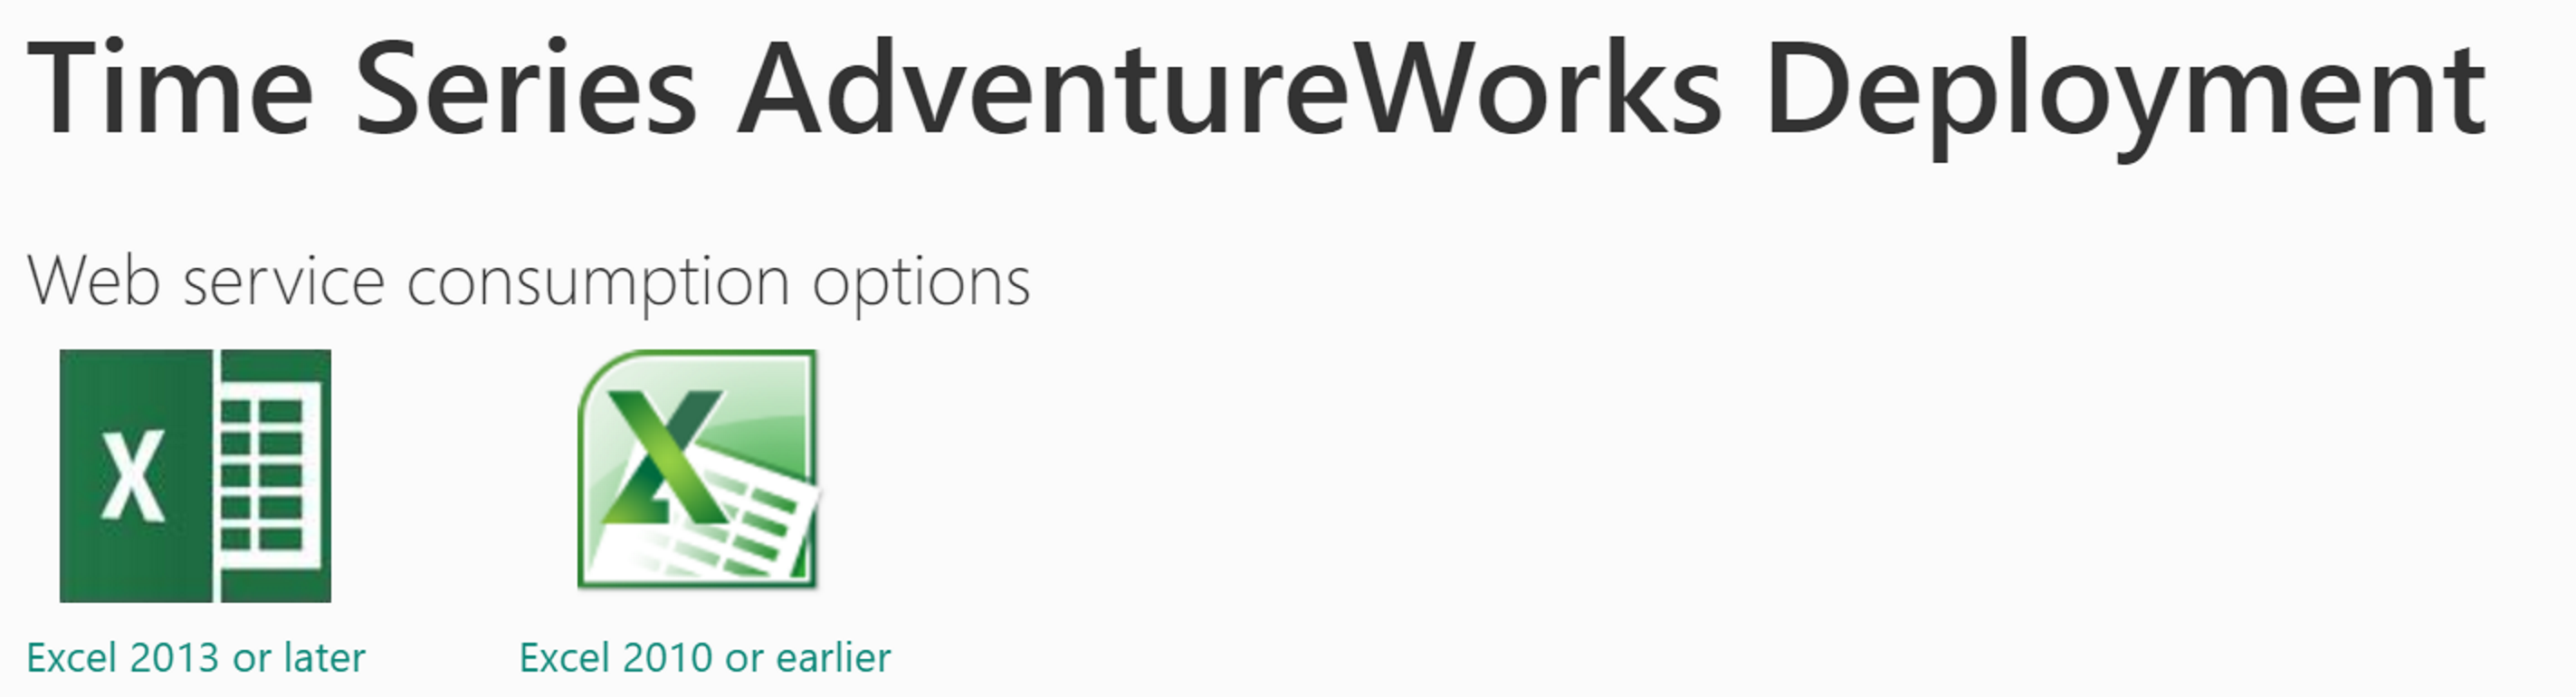 Time Series AdventureWorks Deployment
Web service consumption options
Excel 2013 or later
Excel 2010 or earlier